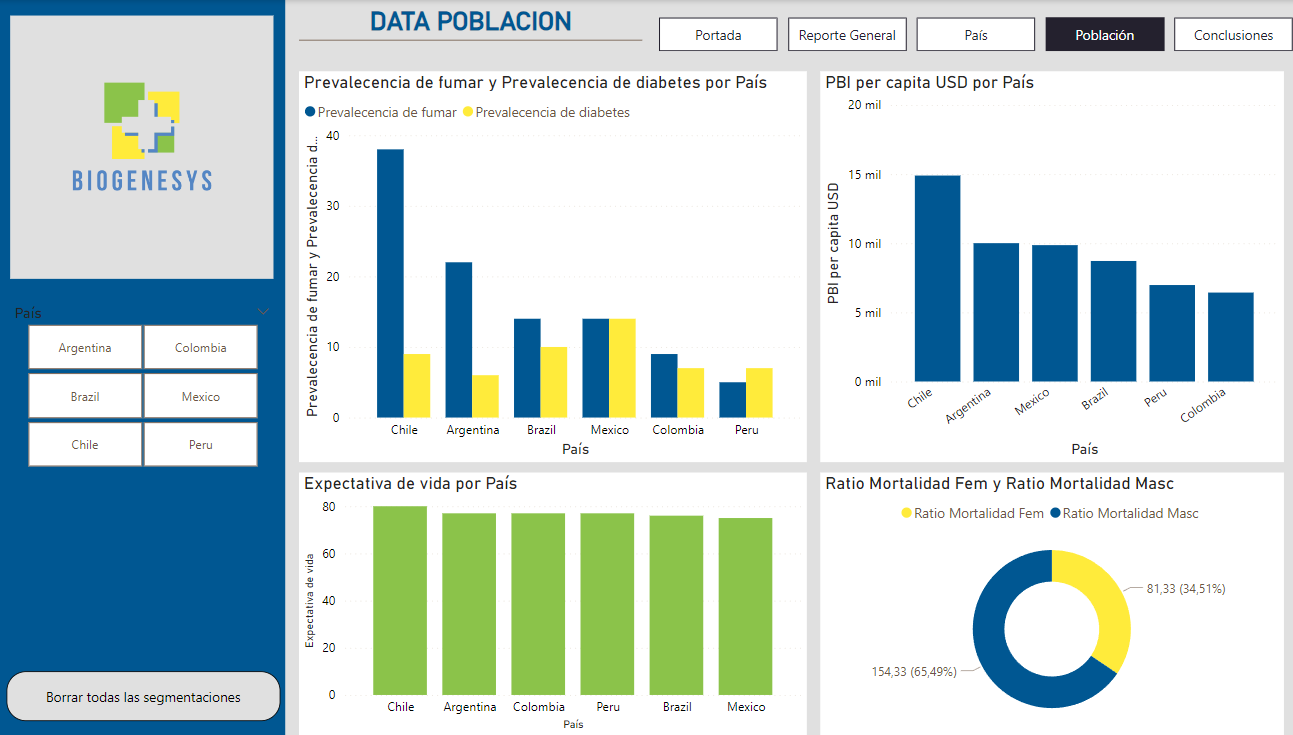 DATA POBLACION
Portada
Reporte General
País
Población
Conclusiones
BIOGENESYS
País
Argentina
Colombia
Brazil
Mexico
Chile
Peru
Borrar todas las segmentaciones
Prevalecencia de fumar y Prevalecencia de diabetes por País
Prevalecencia de fumar
Prevalecencia de diabetes
Prevalecencia de fumar y Prevalecencia d...
40
30
20
10
0
Chile
Argentina
Brazil
Mexico
Colombia
Peru
País
PBI per capita USD por País
PBI per capita USD
20 mil
15 mil
10 mil
5 mil
0 mil
Chile
Argentina
Mexico
Brazil
Peru
Colombia
País
Expectativa de vida por País
Expectativa de vida
80
60
40
20
0
Chile
Argentina
Colombia
Peru
Brazil
Mexico
País
Ratio Mortalidad Fem y Ratio Mortalidad Masc
Ratio Mortalidad Fem
Ratio Mortalidad Masc
81,33 (34,51%)
154,33 (65,49%)